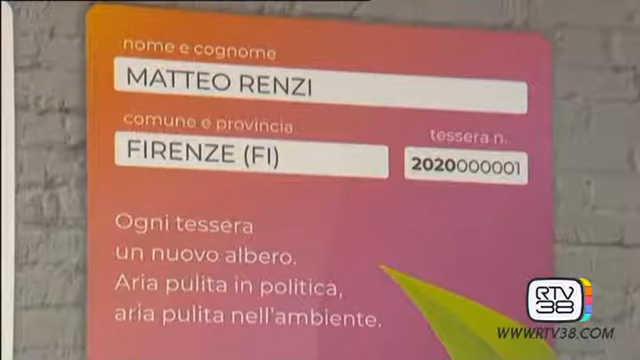 nome e cognome
MATTEO RENZI
comune e provincia
tessera n.
FIRENZE (FI)
2020000001
Ogni tessera
un nuovo albero.
Aria pulita in politica,
aria pulita nell'ambiente.
RTV
38
WWW.RTV38.COM